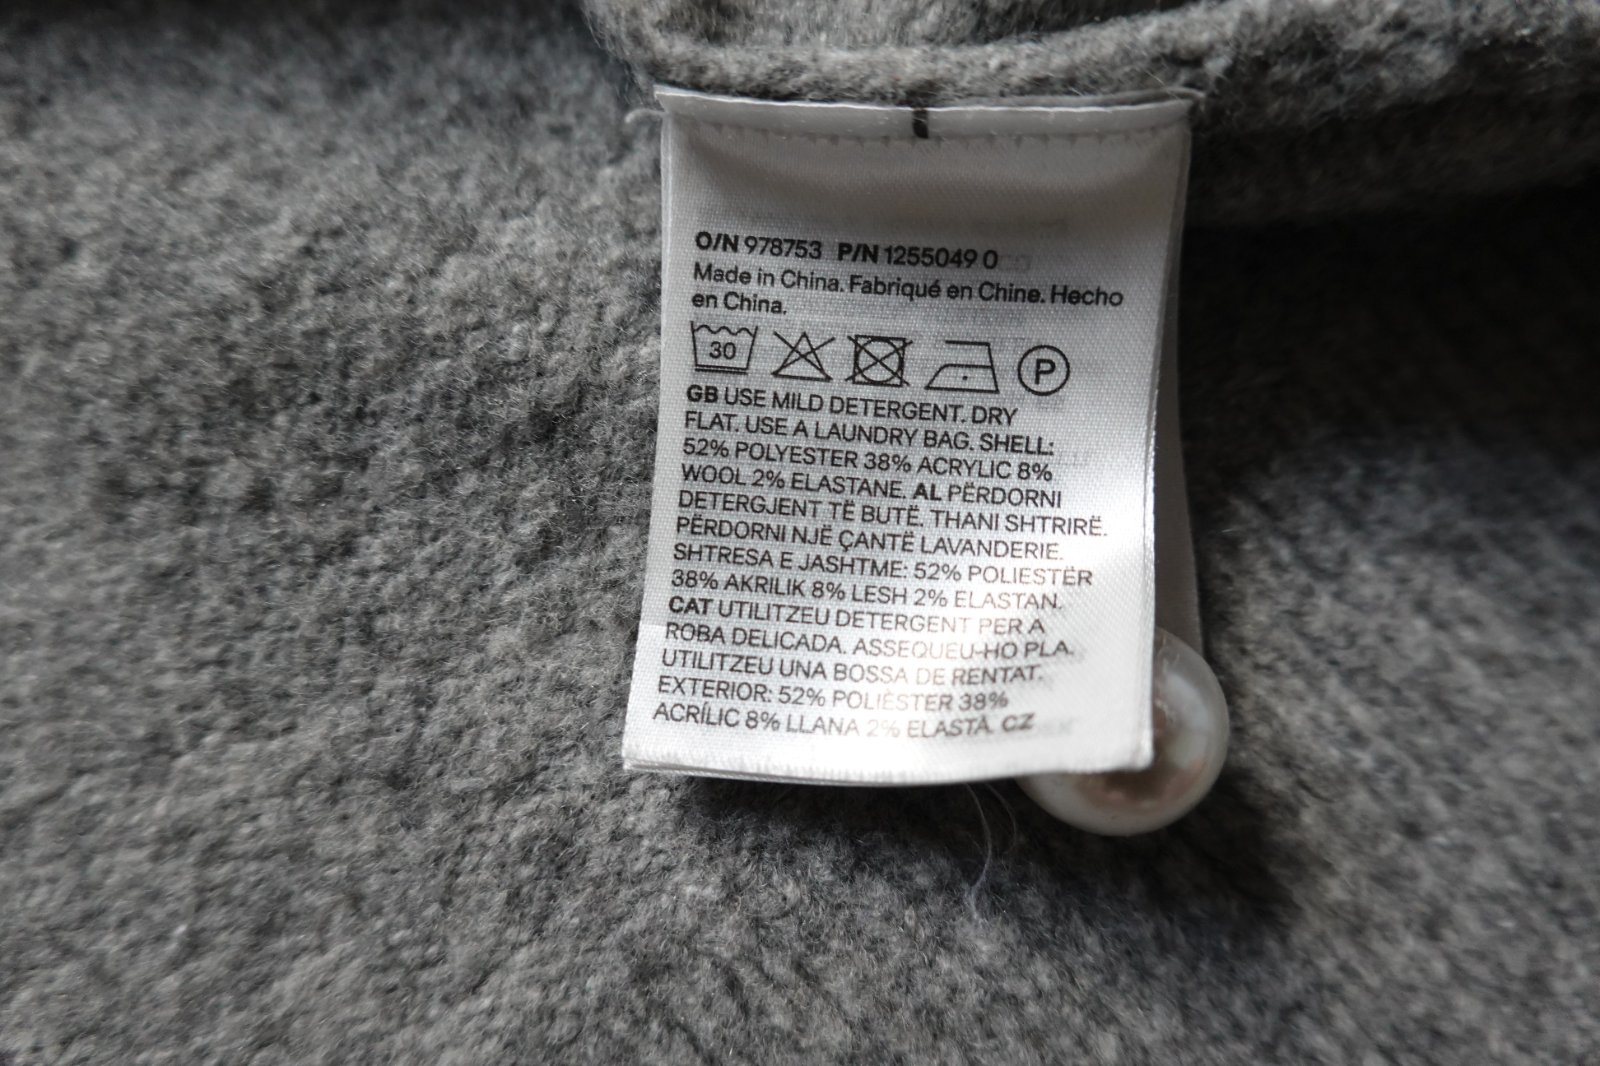 O/N 978753 P/N 1255049 0
Made in China. Fabriqué en Chine. Hecho
en China.
30 P
GB USE MILD DETERGENT. DRY
FLAT. USE A LAUNDRY BAG. SHELL:
52% POLYESTER 38% ACRYLIC 8%
WOOL 2% ELASTANE. AL PËRDORNI
DETERGJENT TË BUTË. THANI SHTRIRË.
PËRDORNI NJË ÇANTË LAVANDERIE.
SHTRESA E JASHTME: 52% POLIESTËR
38% AKRILIK 8% LESH 2% ELASTAN.
CAT UTILITZEU DETERGENT PER A
ROBA DELICADA. ASSEQUEU-HO PLA.
UTILITZEU UNA BOSSA DE RENTAT.
EXTERIOR: 52% POLIÈSTER 38%
ACRÍLIC 8% LLANA 2% ELASTÀ. CZ